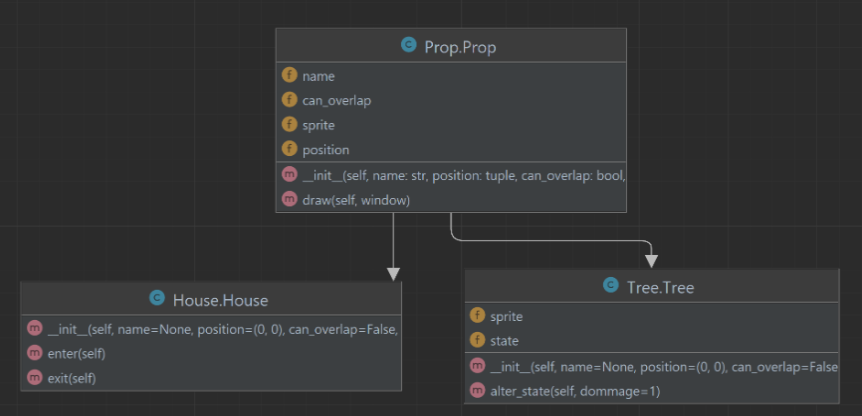 Prop.Prop
name
can_overlap
sprite
position
__init__(self, name: str, position: tuple, can_overlap: bool,
draw(self, window)
House.House
__init__(self, name=None, position=(0, 0), can_overlap=False,
enter(self)
exit(self)
Tree.Tree
sprite
state
__init__(self, name=None, position=(0, 0), can_overlap=False
alter_state(self, dommage=1)